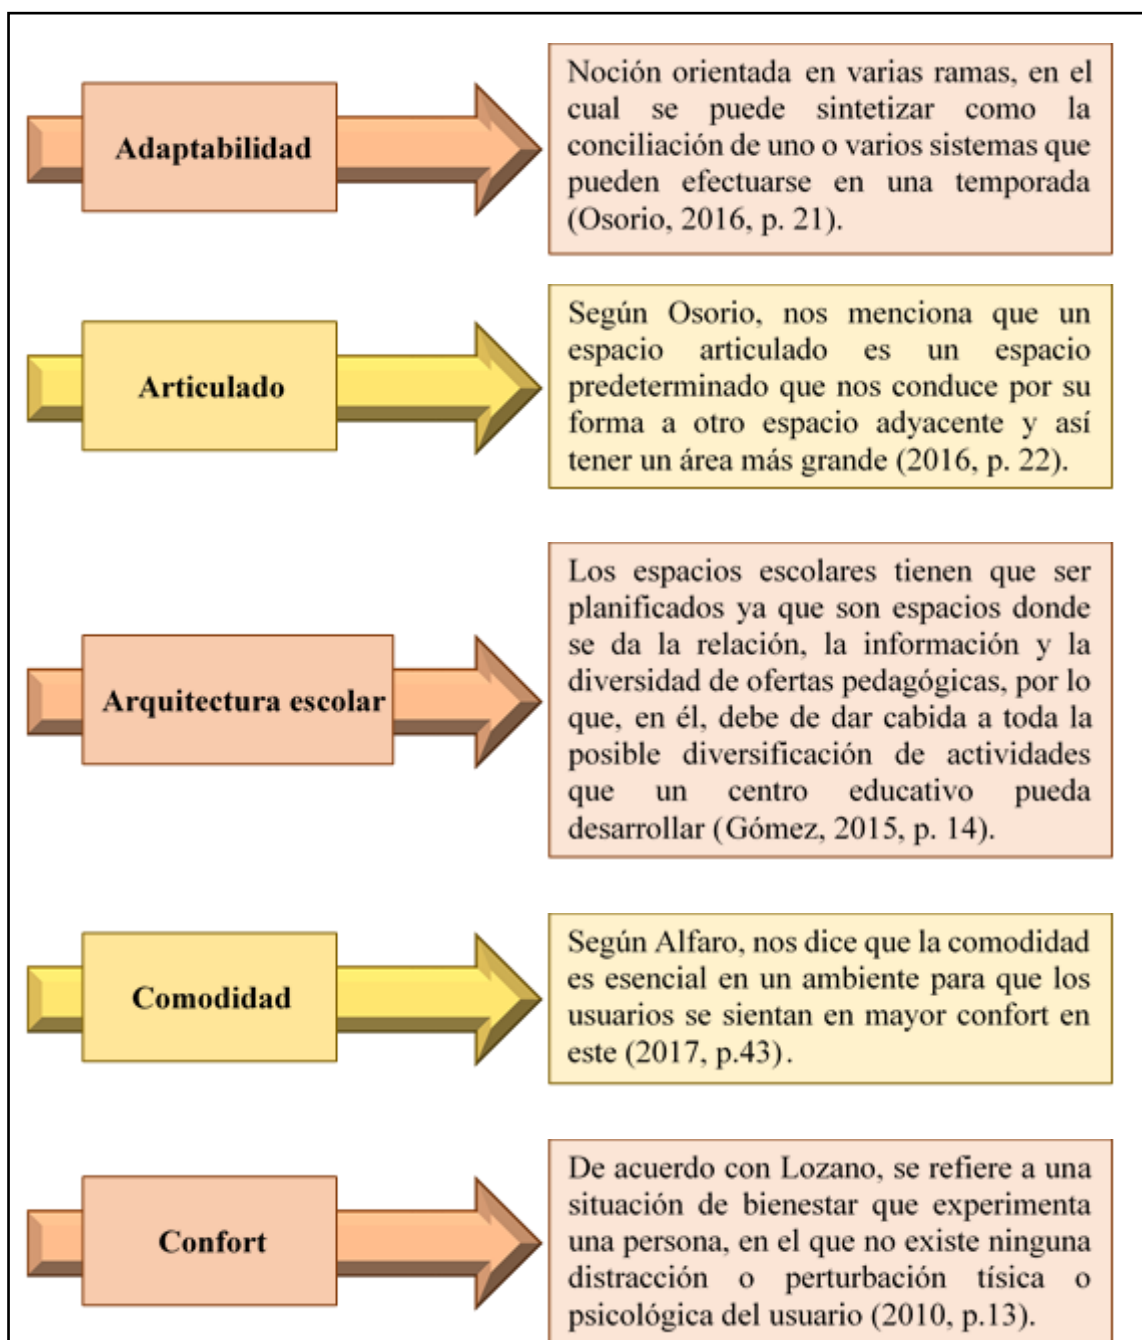 Adaptabilidad
Noción orientada en varias ramas, en el
cual se puede sintetizar como la
conciliación de uno o varios sistemas que
pueden efectuarse en una temporada
(Osorio, 2016, p. 21).
Articulado
Según Osorio, nos menciona que un
espacio articulado es un espacio
predeterminado que nos conduce por su
forma a otro espacio adyacente y así
tener un área más grande (2016, p. 22).
Arquitectura escolar
Los espacios escolares tienen que ser
planificados ya que son espacios donde
se da la relación, la información y la
diversidad de ofertas pedagógicas, por lo
que, en él, debe de dar cabida a toda la
posible diversificación de actividades
que un centro educativo pueda
desarrollar (Gómez, 2015, p. 14).
Comodidad
Según Alfaro, nos dice que la comodidad
es esencial en un ambiente para que los
usuarios se sientan en mayor confort en
este (2017, p.43).
Confort
De acuerdo con Lozano, se refiere a una
situación de bienestar que experimenta
una persona, en el que no existe ninguna
distracción o perturbación tísica o
psicológica del usuario (2010, p.13).